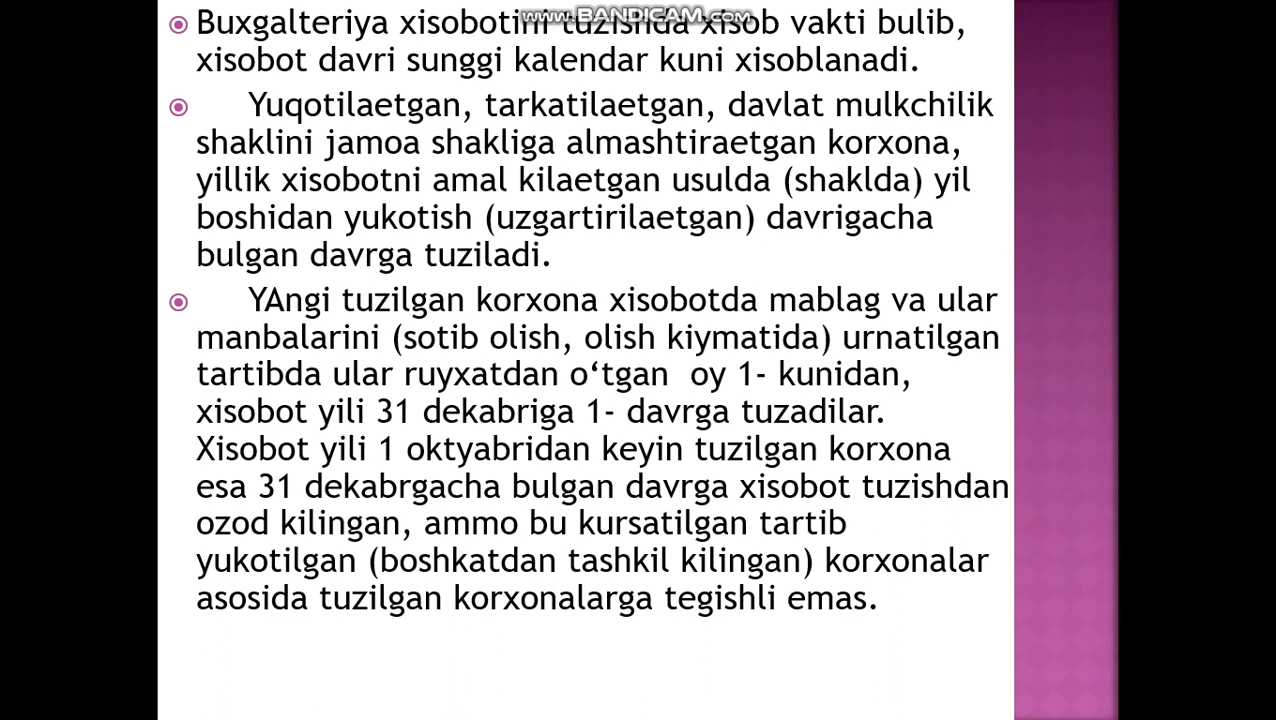 www.BANDICAM.com
Buxgalteriya xisobotini tuzishda xisob vakti bulib,
xisobot davri sunggi kalendar kuni xisoblanadi.
Yuqotilaetgan, tarkatilaetgan, davlat mulkchilik
shaklini jamoa shakliga almashtiraetgan korxona,
yillik xisobotni amal kilaetgan usulda (shaklda) yil
boshidan yukotish (uzgartirilaetgan) davrigacha
bulgan davrga tuziladi.
YAngi tuzilgan korxona xisobotda mablag va ular
manbalarini (sotib olish, olish kiymatida) urnatilgan
tartibda ular ruyxatdan o‘tgan oy 1- kunidan,
xisobot yili 31 dekabriga 1- davrga tuzadilar.
Xisobot yili 1 oktyabridan keyin tuzilgan korxona
esa 31 dekabrgacha bulgan davrga xisobot tuzishdan
ozod kilingan, ammo bu kursatilgan tartib
yukotilgan (boshkatdan tashkil kilingan) korxonalar
asosida tuzilgan korxonalarga tegishli emas.